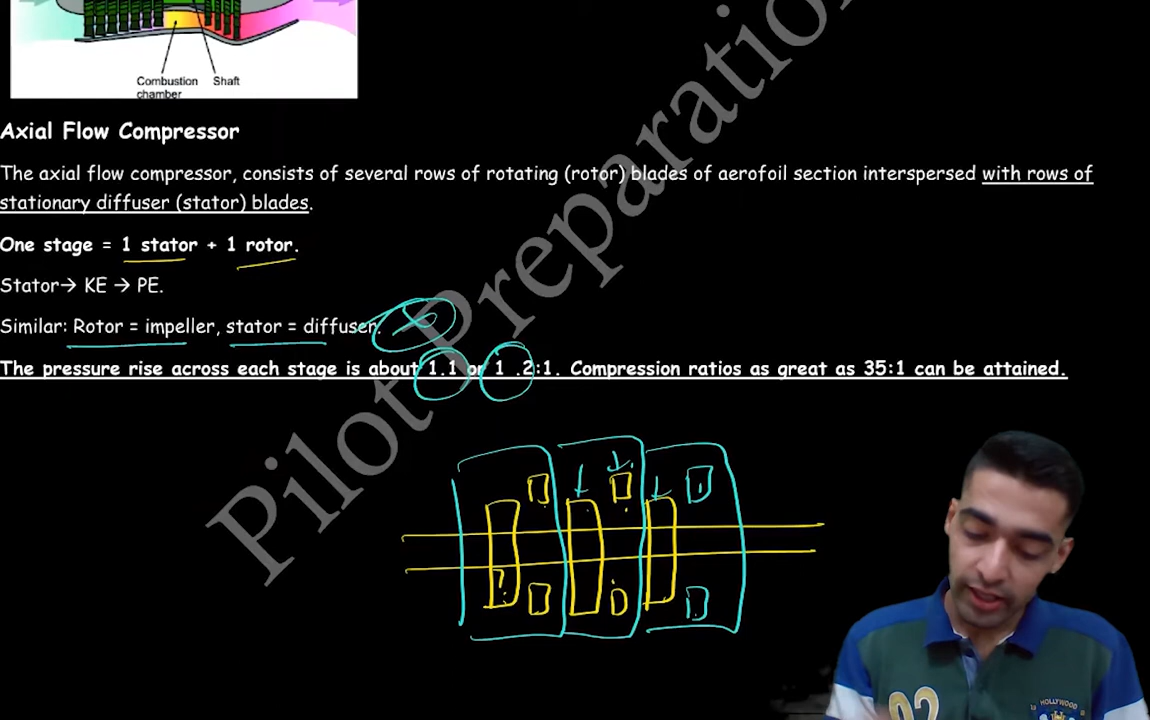 Combustion Shaft
chamber
Axial Flow Compressor
The axial flow compressor, consists of several rows of rotating (rotor) blades of aerofoil section interspersed with rows of
stationary diffuser (stator) blades.
One stage = 1 stator + 1 rotor.
Stator→ KE → PE.
Similar: Rotor = impeller, stator = diffuser.
The pressure rise across each stage is about 1.1 or 1 .2:1. Compression ratios as great as 35:1 can be attained.
Pilot Preparation
HOLLYWOOD
02